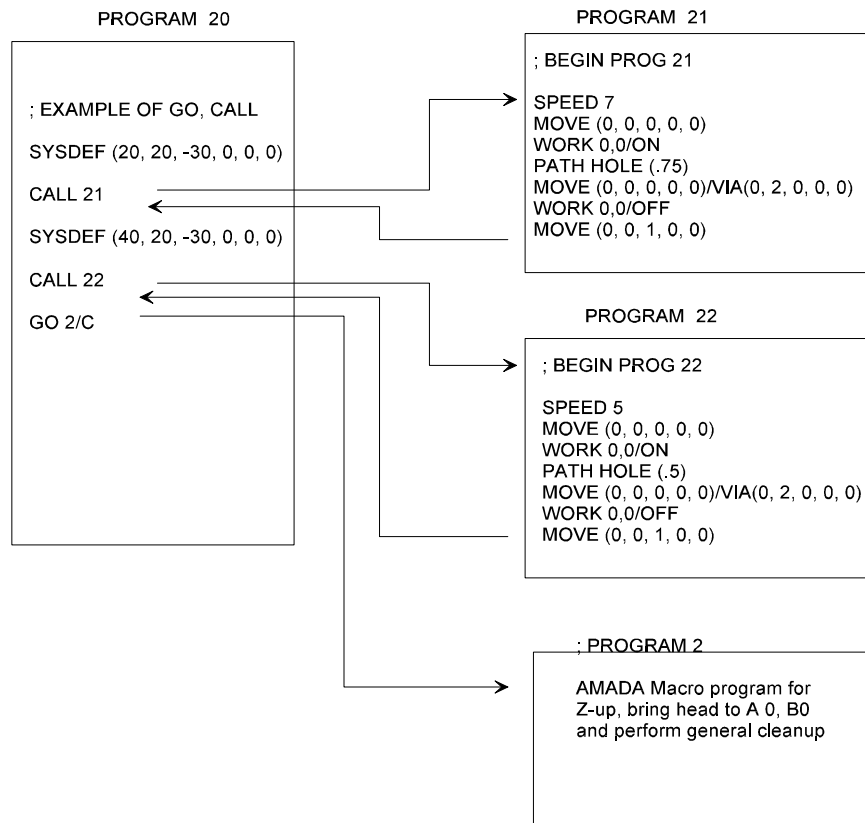 PROGRAM 20
; EXAMPLE OF GO, CALL
SYSDEF (20, 20, -30, 0, 0, 0)
CALL 21
SYSDEF (40, 20, -30, 0, 0, 0)
CALL 22
GO 2/C
PROGRAM 21
; BEGIN PROG 21
SPEED 7
MOVE (0, 0, 0, 0, 0)
WORK 0,0/ON
PATH HOLE (.75)
MOVE (0, 0, 0, 0, 0)/VIA(0, 2, 0, 0, 0)
WORK 0,0/OFF
MOVE (0, 0, 1, 0, 0)
PROGRAM 22
; BEGIN PROG 22
SPEED 5
MOVE (0, 0, 0, 0, 0)
WORK 0,0/ON
PATH HOLE (.5)
MOVE (0, 0, 0, 0, 0)/VIA(0, 2, 0, 0, 0)
WORK 0,0/OFF
MOVE (0, 0, 1, 0, 0)
; PROGRAM 2
AMADA Macro program for
Z-up, bring head to A 0, B0
and perform general cleanup